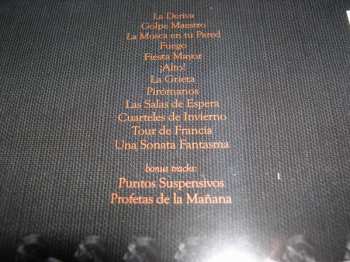 La Deriva
Golpe Maestro
La Mosca en tu Pared
Fuego
Fiesta Mayor
¡Alto!
La Grieta
Pirómanos
Las Salas de Espera
Cuarteles de Invierno
Tour de Francia
Una Sonata Fantasma
bonus tracks:
Puntos Suspensivos
Profetas de la Mañana